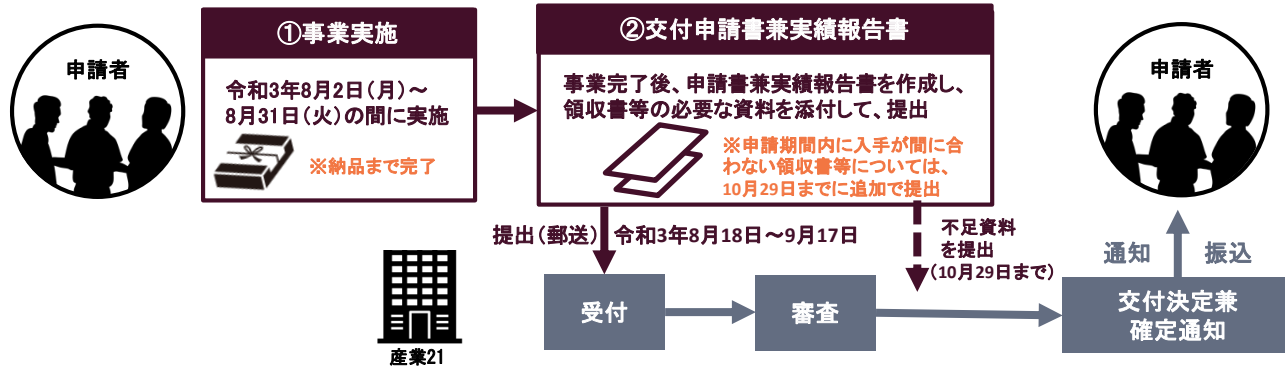 申請者
①事業実施
令和3年8月2日（月）～
8月31日（火）の間に実施
※納品まで完了
②交付申請書兼実績報告書
事業完了後、申請書兼実績報告書を作成し、
領収書等の必要な資料を添付して、提出
※申請期間内に入手が間に合
わない領収書等については、
10月29日までに追加で提出
申請者
提出（郵送）
令和3年8月18日～9月17日
不足資料
を提出
（10月29日まで）
通知
振込
産業21
受付
審査
交付決定兼
確定通知